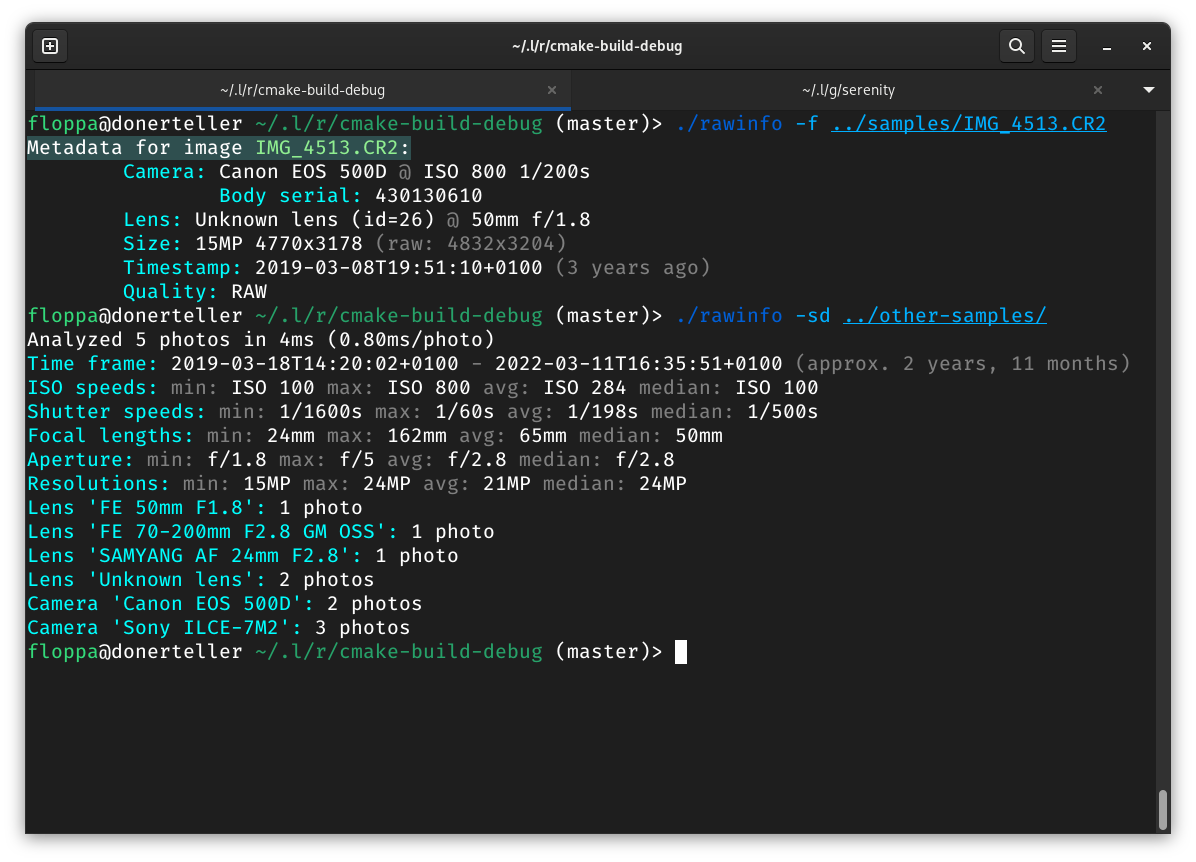 ~/.l/r/cmake-build-debug
~/.l/r/cmake-build-debug × ~/.l/g/serenity ×
floppa@donerteller ~/.l/r/cmake-build-debug (master)> ./rawinfo -f ../samples/IMG_4513.CR2
Metadata for image IMG_4513.CR2:
Camera: Canon EOS 500D @ ISO 800 1/200s
Body serial: 430130610
Lens: Unknown lens (id=26) @ 50mm f/1.8
Size: 15MP 4770x3178 (raw: 4832x3204)
Timestamp: 2019-03-08T19:51:10+0100 (3 years ago)
Quality: RAW
floppa@donerteller ~/.l/r/cmake-build-debug (master)> ./rawinfo -sd ../other-samples/
Analyzed 5 photos in 4ms (0.80ms/photo)
Time frame: 2019-03-18T14:20:02+0100 - 2022-03-11T16:35:51+0100 (approx. 2 years, 11 months)
ISO speeds: min: ISO 100 max: ISO 800 avg: ISO 284 median: ISO 100
Shutter speeds: min: 1/1600s max: 1/60s avg: 1/198s median: 1/500s
Focal lengths: min: 24mm max: 162mm avg: 65mm median: 50mm
Aperture: min: f/1.8 max: f/5 avg: f/2.8 median: f/2.8
Resolutions: min: 15MP max: 24MP avg: 21MP median: 24MP
Lens 'FE 50mm F1.8': 1 photo
Lens 'FE 70-200mm F2.8 GM OSS': 1 photo
Lens 'SAMYANG AF 24mm F2.8': 1 photo
Lens 'Unknown lens': 2 photos
Camera 'Canon EOS 500D': 2 photos
Camera 'Sony ILCE-7M2': 3 photos
floppa@donerteller ~/.l/r/cmake-build-debug (master)>